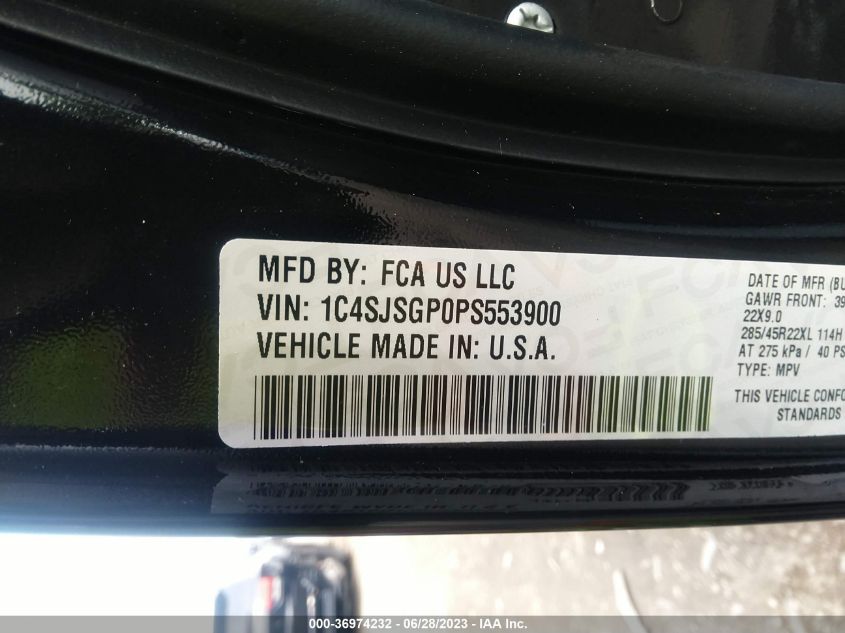 MFD BY: FCA US LLC
VIN: 1C4SJSGP0PS553900
VEHICLE MADE IN: U.S.A.
DATE OF MFR (BU
GAWR FRONT: 39
22X9.0
285/45R22XL 114H
AT 275 kPa / 40 PS
TYPE: MPV
THIS VEHICLE CONFO
STANDARDS
000-36974232 - 06/28/2023 - IAA Inc.